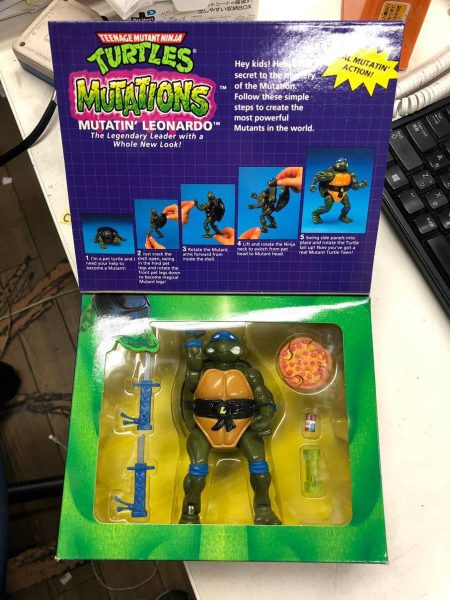 TEENAGE MUTANT NINJA
TURTLES
MUTATIONS™
MUTATIN' LEONARDO™
The Legendary Leader with a
Whole New Look!
Hey kids! Here's
secret to the mystery
of the Mutation
Follow these simple
steps to create the
most powerful
Mutants in the world.
AL MUTATIN'
ACTION!
1 I'm a pet turtle and I
need your help to
become a Mutant!
2 Just crack the
shell open, swing
in the hind pet
legs and rotate the
front pet legs down
to become magical
Mutant legs!
3 Rotate the Mutant
arms forward from
inside the shell.
4 Lift and rotate the Ninja
neck to switch from pet
head to Mutant head.
5 Swing side panels into
place and rotate the Turtle
tail up! Now you've got a
real Mutant Turtle Teen!
L